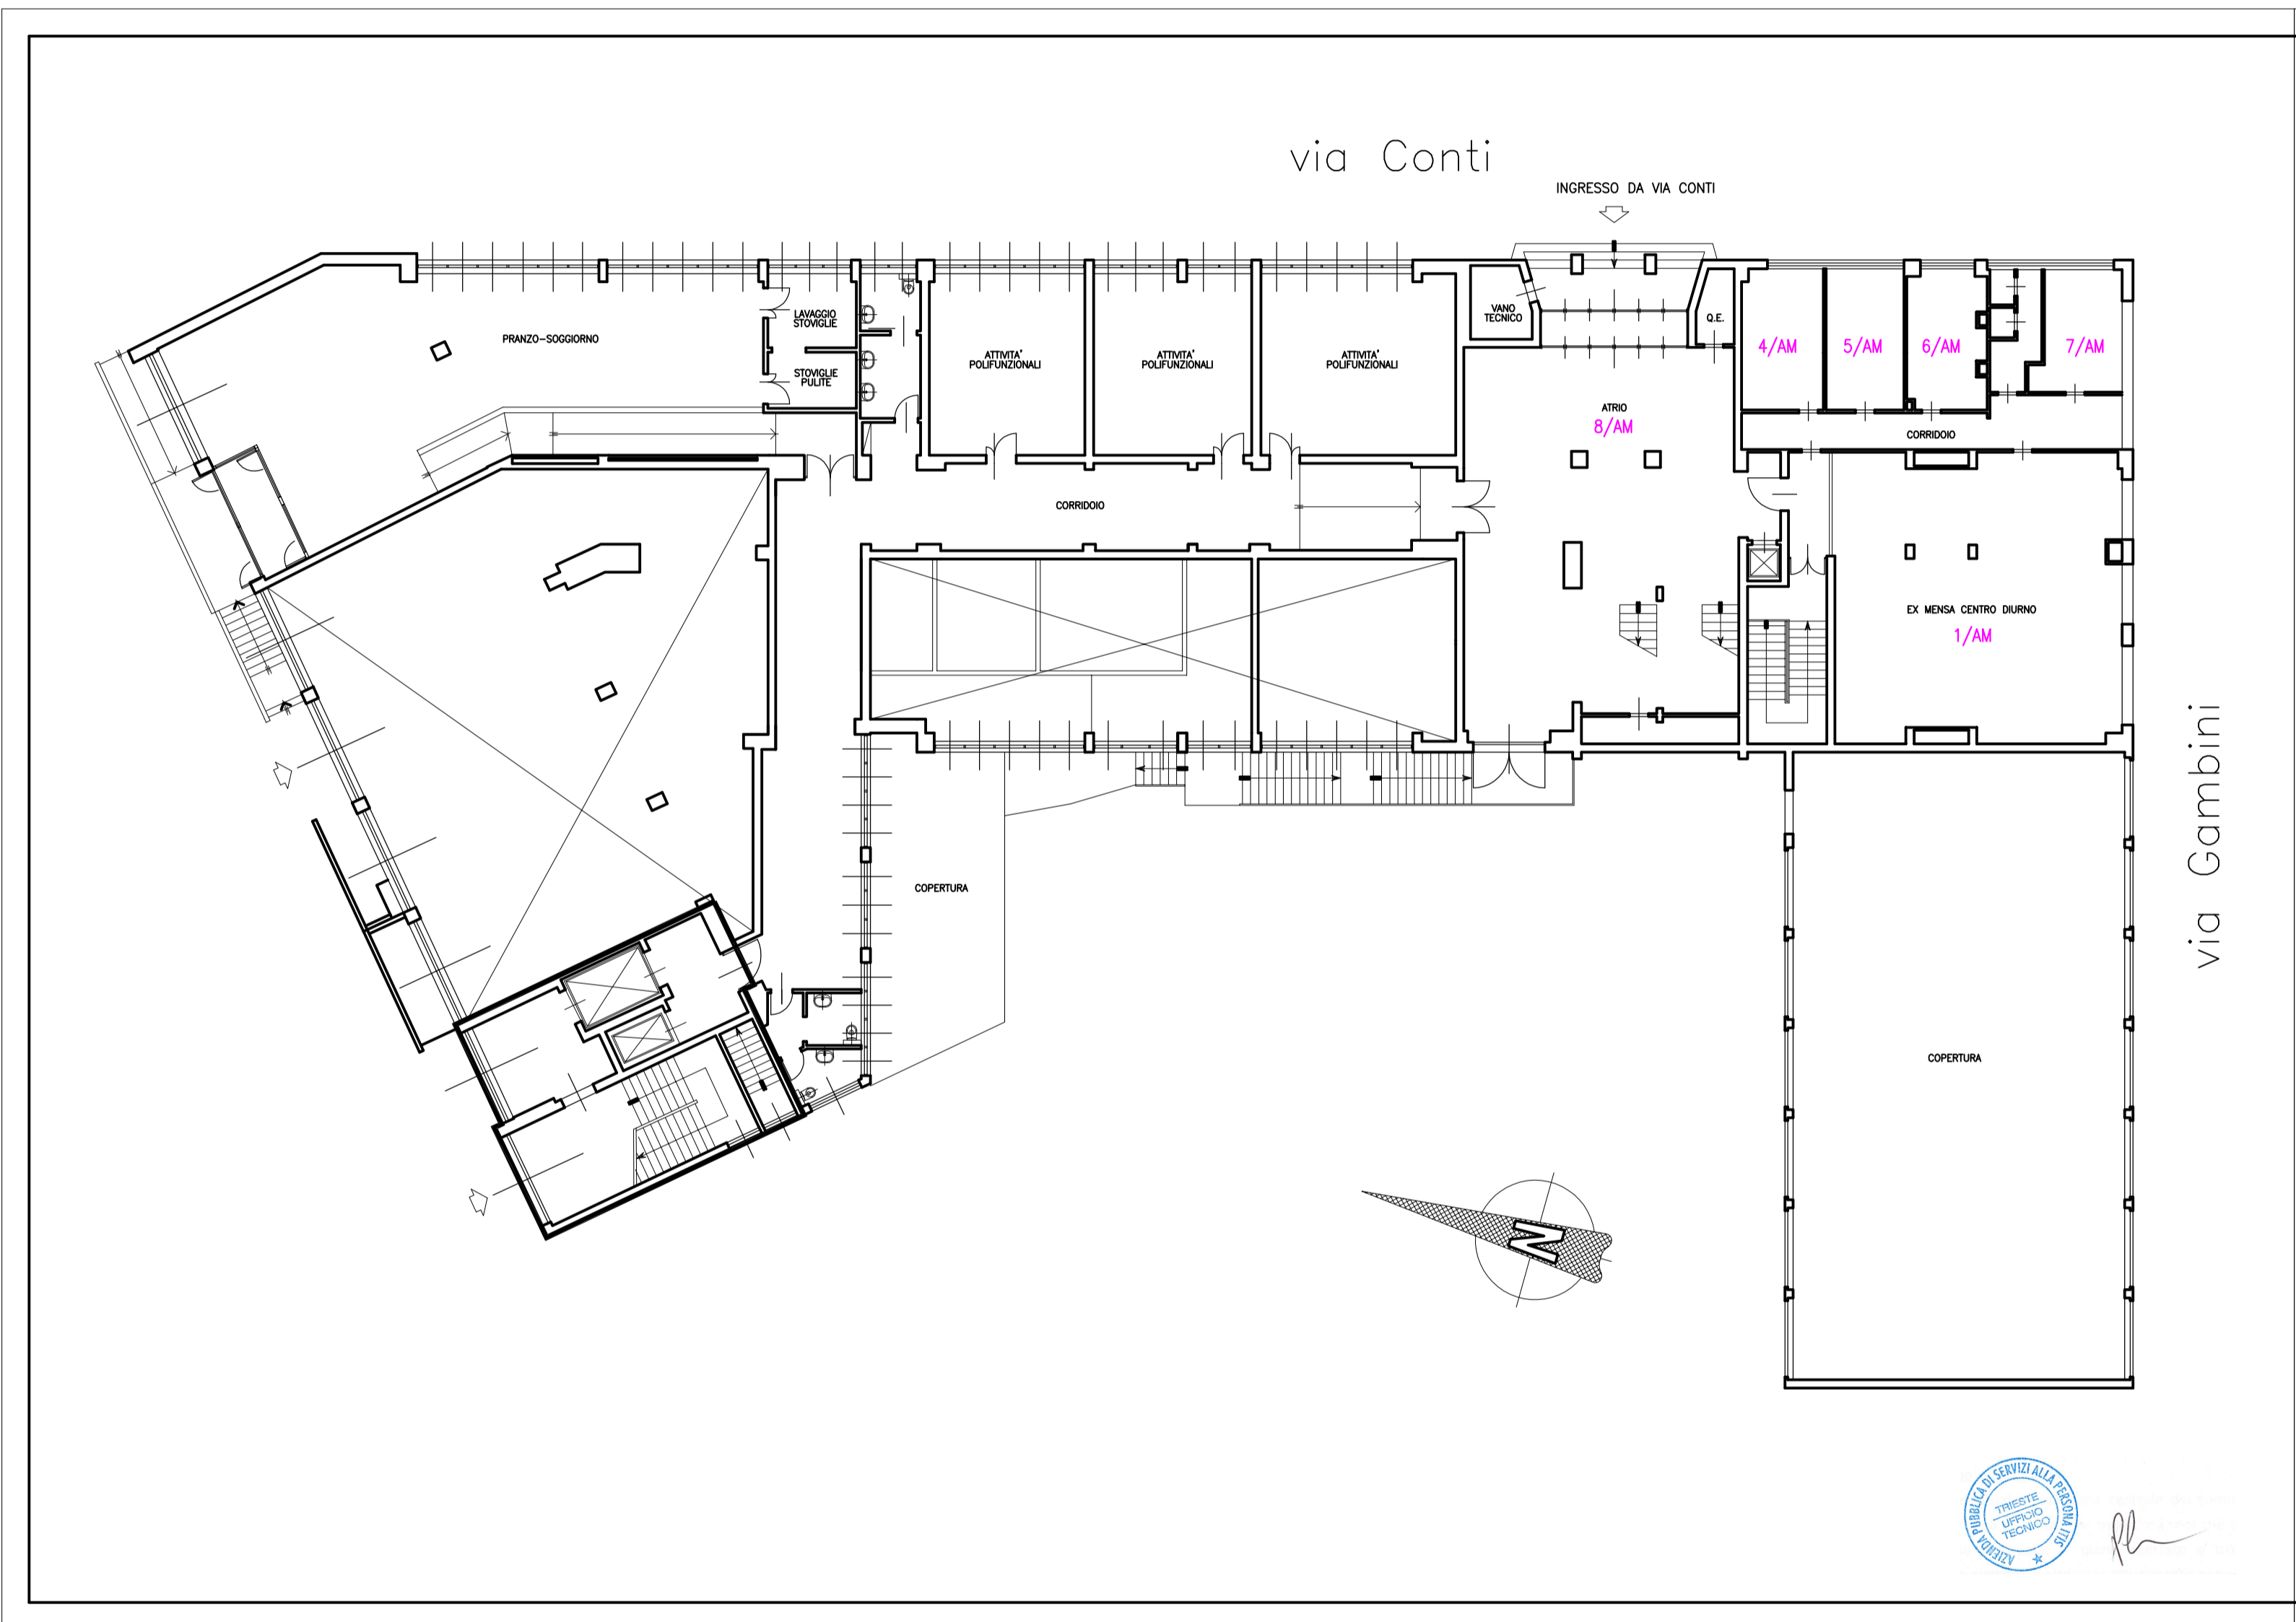 via Conti
INGRESSO DA VIA CONTI
PRANZO-SOGGIORNO
LAVAGGIO
STOVIGLIE
STOVIGLIE
PULITE
ATTIVITA'
POLIFUNZIONALI
ATTIVITA'
POLIFUNZIONALI
ATTIVITA'
POLIFUNZIONALI
VANO
TECNICO
Q.E.
4/AM
5/AM
6/AM
7/AM
ATRIO
8/AM
CORRIDOIO
CORRIDOIO
EX MENSA CENTRO DIURNO
1/AM
via Gambini
COPERTURA
COPERTURA
N
AZIENDA PUBBLICA DI SERVIZI ALLA PERSONA ITIS
TRIESTE
UFFICIO
TECNICO